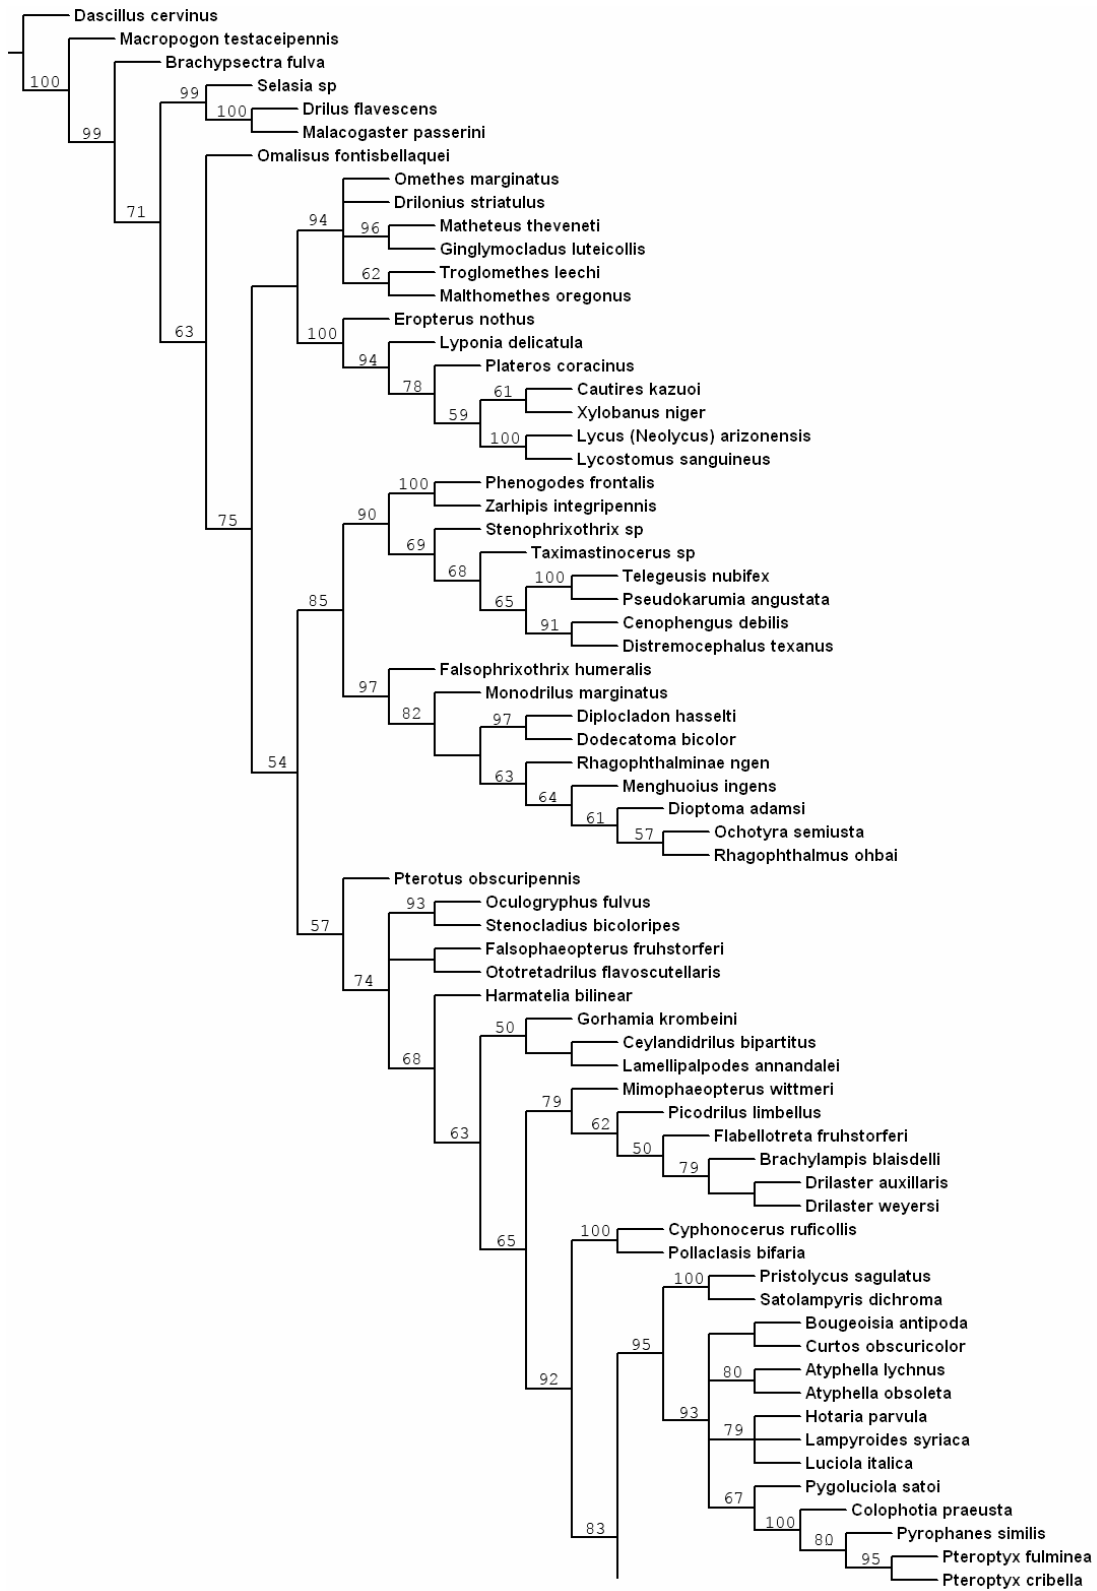 Dascillus cervinus
Macropogon testaceipennis
Brachypsectra fulva
100
Selasia sp
99
Drilus flavescens
100
Malacogaster passerini
99
Omalisus fontisbellaquei
Omethes marginatus
Drilonius striatulus
71
94
Matheteus theveneti
96
Ginglymocladus luteicollis
Troglomethes leechi
62
Malthomethes oregonus
Eropterus nothus
63
100
Lyponia delicatula
94
Plateros coracinus
78
Cautires kazuoi
61
Xylobanus niger
59
Lycus (Neolycus) arizonensis
100
Lycostomus sanguineus
Phenogodes frontalis
100
Zarhipis integripennis
75
90
Stenophrixothrix sp
69
Taximastinocerus sp
68
Telegeusis nubifex
100
Pseudokarumia angustata
85
65
Cenophengus debilis
91
Distremocephalus texanus
Falsophrixothrix humeralis
97
Monodrilus marginatus
82
Diplocladon hasselti
97
Dodecatoma bicolor
Rhagophthalminae ngen
54
63
Menghuoius ingens
64
Dioptoma adamsi
61
Ochotyra semiusta
57
Rhagophthalmus ohbai
Pterotus obscuripennis
Oculogryphus fulvus
93
Stenocladius bicoloripes
57
Falsophaeopterus fruhstorferi
Ototretadrilus flavoscutellaris
74
Harmatelia bilinear
Gorhamia krombeini
50
Ceylandidrilus bipartitus
68
Lamellipalpodes annandalei
Mimophaeopterus wittmeri
79
Picodrilus limbellus
62
63
Flabellotreta fruhstorferi
50
Brachylampis blaisdelli
79
Drilaster auxillaris
Drilaster weyersi
Cyphonocerus ruficollis
100
65
Pollaclasis bifaria
Pristolycus sagulatus
100
Satolampyris dichroma
Bougeoisia antipoda
95
Curtos obscuricolor
Atyphella lychnus
80
92
Atyphella obsoleta
93
Hotaria parvula
79
Lampyroides syriaca
Luciola italica
Pygoluciola satoi
67
Colophotia praeusta
100
83
Pyrophanes similis
80
Pteroptyx fulminea
95
Pteroptyx cribella